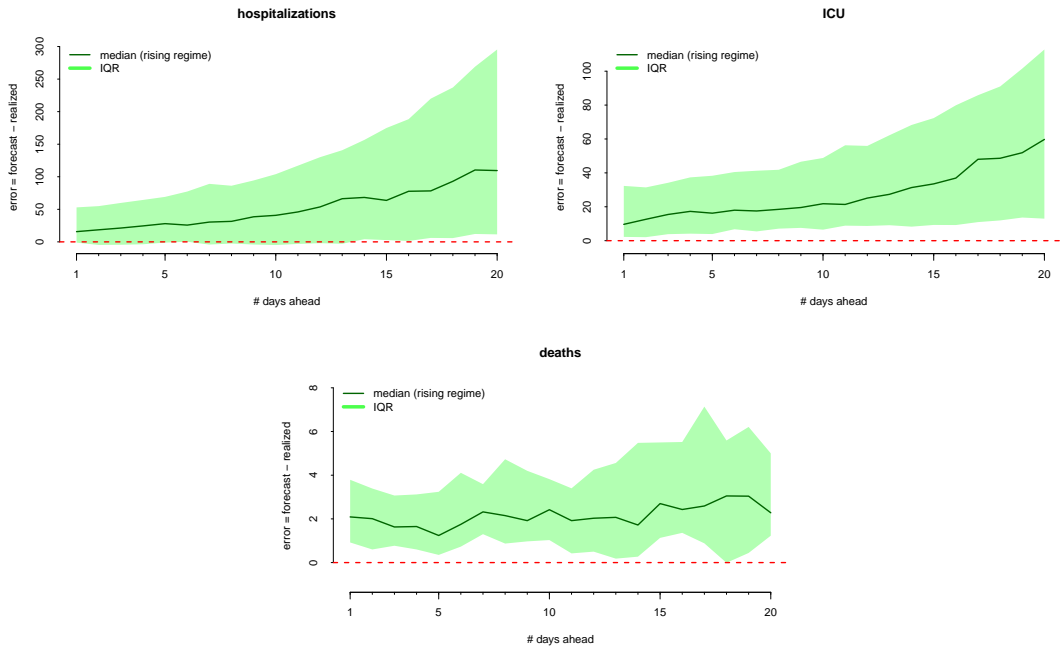 hospitalizations
median (rising regime)
IQR
error = forecast − realized
0
50
100
150
200
250
300
1
5
10
15
20
# days ahead
ICU
median (rising regime)
IQR
error = forecast − realized
0
20
40
60
80
100
1
5
10
15
20
# days ahead
deaths
median (rising regime)
IQR
error = forecast − realized
0
2
4
6
8
1
5
10
15
20
# days ahead